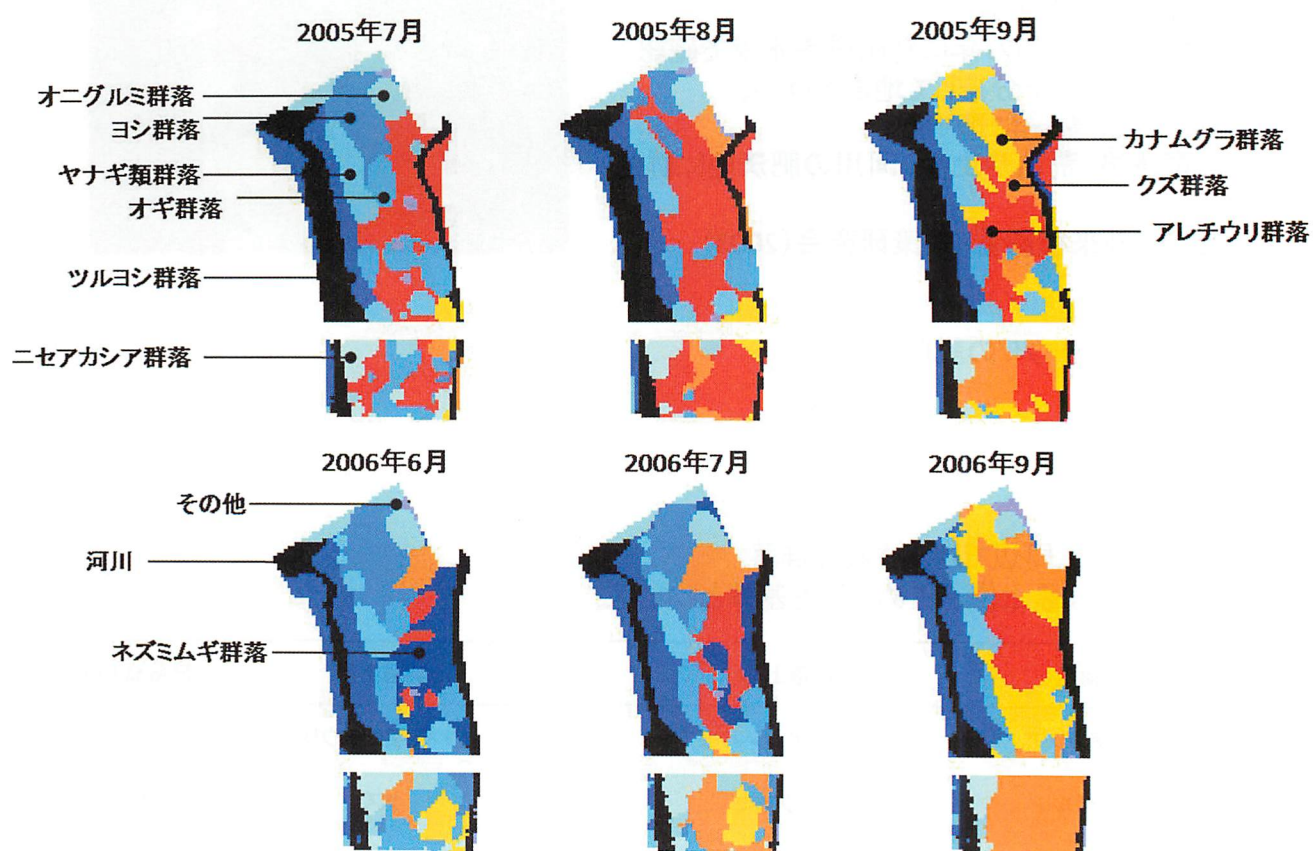 2005年7月
2005年8月
2005年9月
オニグルミ群落
ヨシ群落
ヤナギ類群落
オギ群落
ツルヨシ群落
ニセアカシア群落
カナムグラ群落
クズ群落
アレチウリ群落
2006年6月
2006年7月
2006年9月
その他
河川
ネズミムギ群落